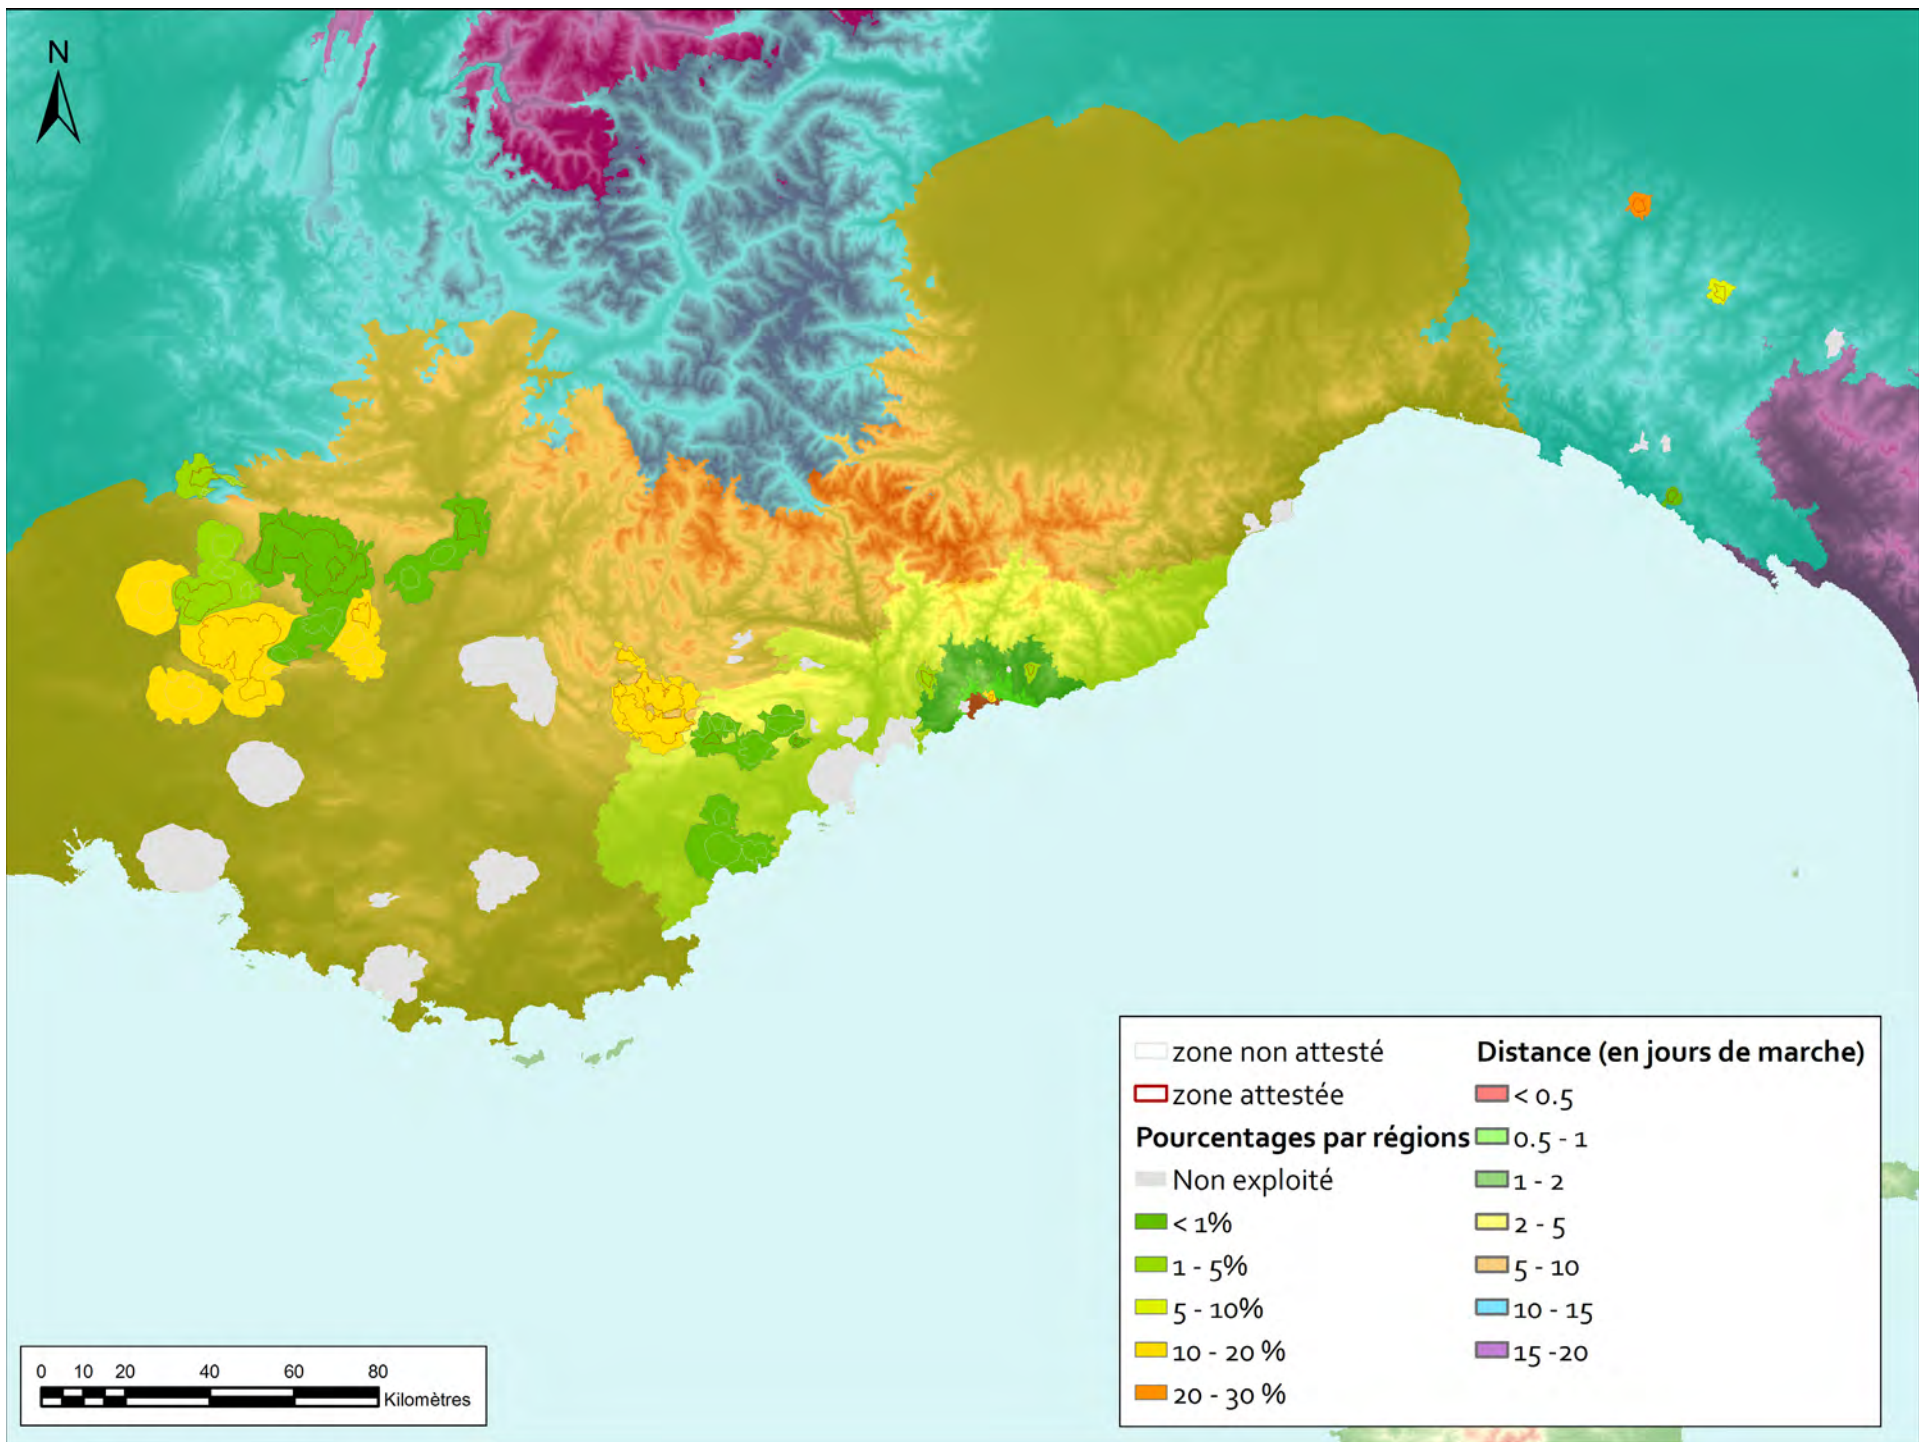 N
zone non attesté
zone attestée
Pourcentages par régions
Non exploité
< 1%
1 - 5%
5 - 10%
10 - 20 %
20 - 30 %
Distance (en jours de marche)
< 0.5
0.5 - 1
1 - 2
2 - 5
5 - 10
10 - 15
15 -20
0 10 20 40 60 80
Kilomètres